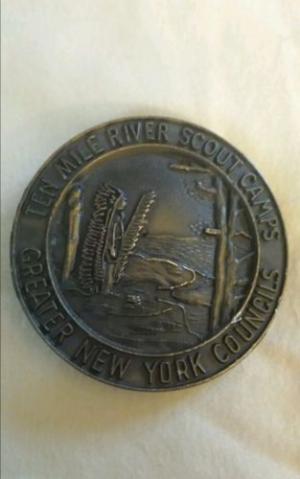 TEN MILE RIVER SCOUT CAMPS
GREATER NEW YORK COUNCILS